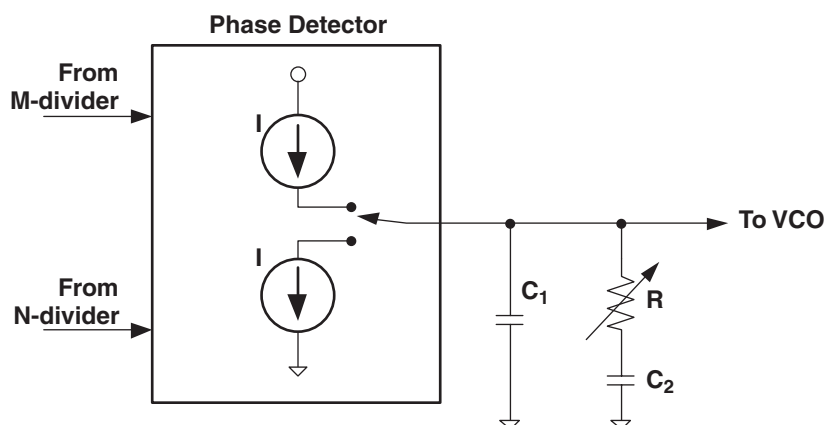 Phase Detector
From
M-divider
I
To VCO
I
From
N-divider
C₁
R
C₂